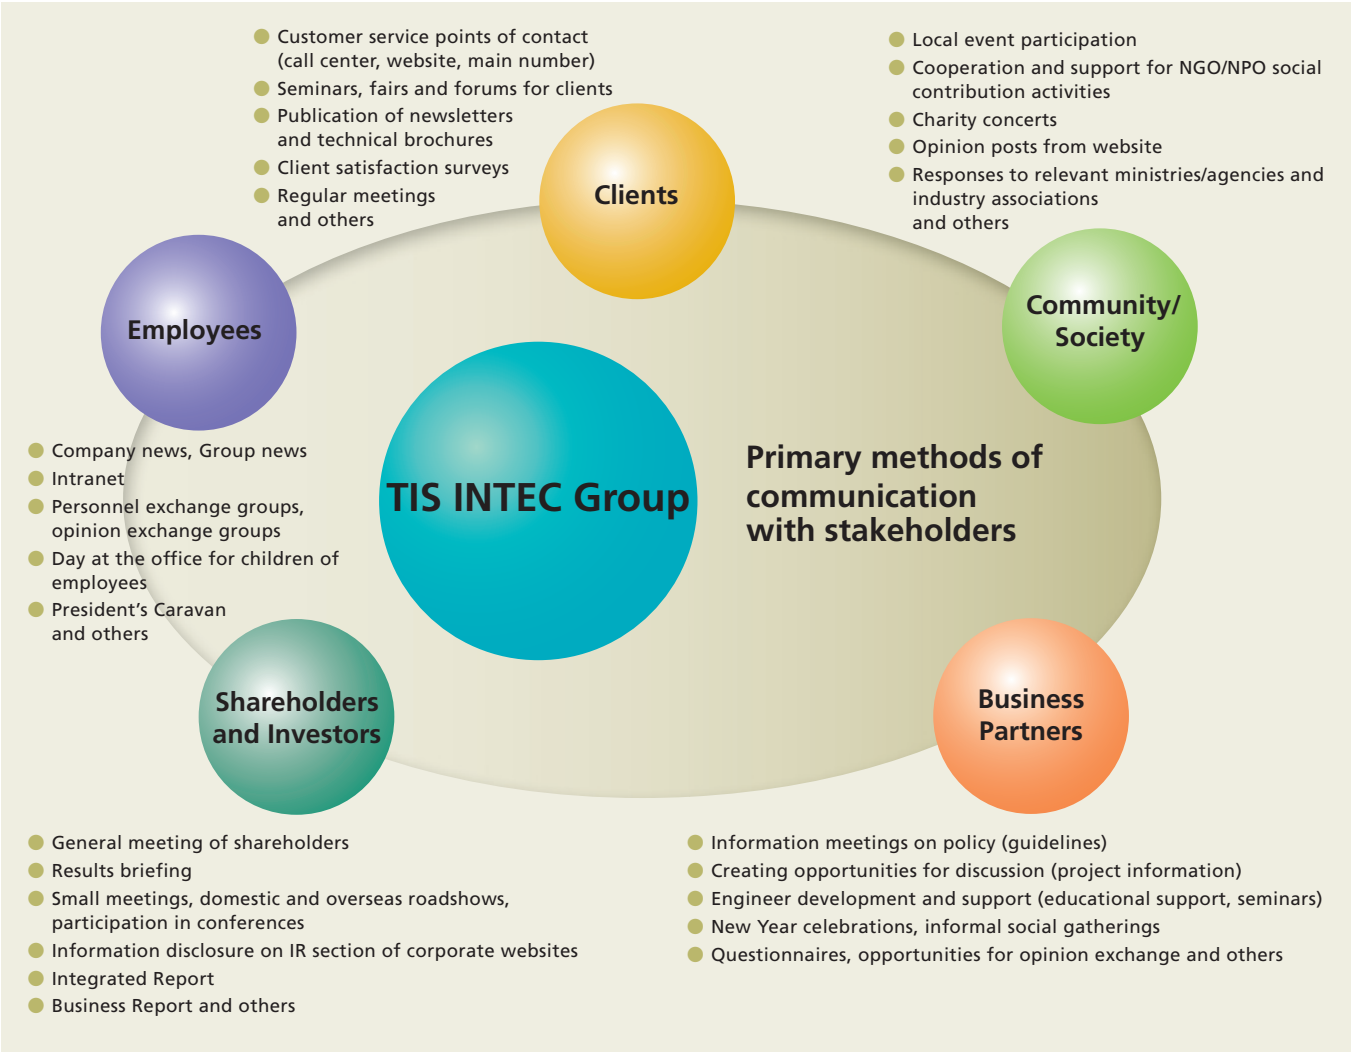 ● Customer service points of contact
(call center, website, main number)
● Seminars, fairs and forums for clients
● Publication of newsletters
and technical brochures
● Client satisfaction surveys
● Regular meetings
and others
Clients
● Local event participation
● Cooperation and support for NGO/NPO social
contribution activities
● Charity concerts
● Opinion posts from website
● Responses to relevant ministries/agencies and
industry associations
and others
Community/
Society
Employees
● Company news, Group news
● Intranet
● Personnel exchange groups,
opinion exchange groups
● Day at the office for children of
employees
● President’s Caravan
and others
TIS INTEC Group
Primary methods of
communication
with stakeholders
Shareholders
and Investors
● General meeting of shareholders
● Results briefing
● Small meetings, domestic and overseas roadshows,
participation in conferences
● Information disclosure on IR section of corporate websites
● Integrated Report
● Business Report and others
Business
Partners
● Information meetings on policy (guidelines)
● Creating opportunities for discussion (project information)
● Engineer development and support (educational support, seminars)
● New Year celebrations, informal social gatherings
● Questionnaires, opportunities for opinion exchange and others